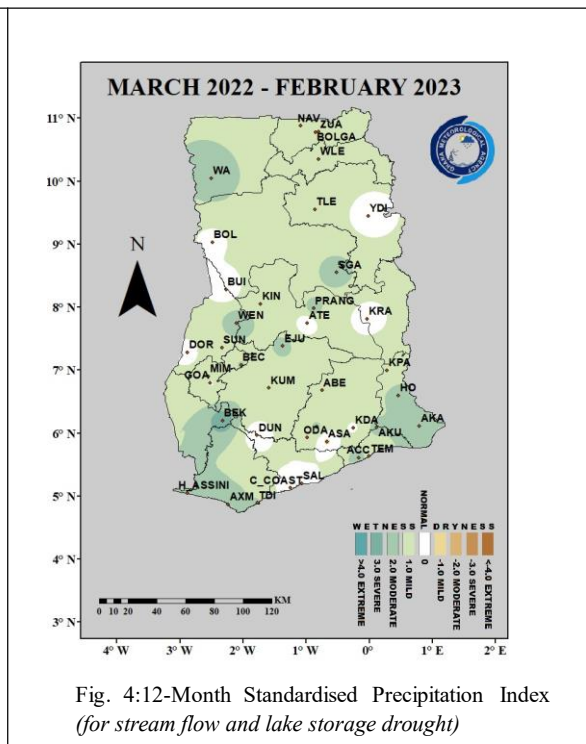 MARCH 2022 - FEBRUARY 2023
11° N
10° N
9° N
8° N
7° N
6° N
5° N
4° N
3° N
4° W
3° W
2° W
1° W
0°
1° E
2° E
N
GHANA METEOROLOGICAL AGENCY
NAV
ZUA
BOLGA
WLE
WA
TLE
YDI
BOL
SGA
BUI
KIN
PRANG
WEN
ATE
KRA
SUN
EJU
DOR
BEC
MIM
GOA
KPA
KUM
ABE
HO
BEK
DUN
ODA
ASA
KDA
AKU
AKA
ACC
TEM
SAL
C_COAST
H_ASSINI
AXM
TDI
WETNESS
NORMAL
DRYNESS
>4.0 EXTREME
3.0 SEVERE
2.0 MODERATE
1.0 MILD
0
-1.0 MILD
-2.0 MODERATE
-3.0 SEVERE
<-4.0 EXTREME
KM
0 10 20 40 60 80 100 120
Fig. 4:12-Month Standardised Precipitation Index
(for stream flow and lake storage drought)